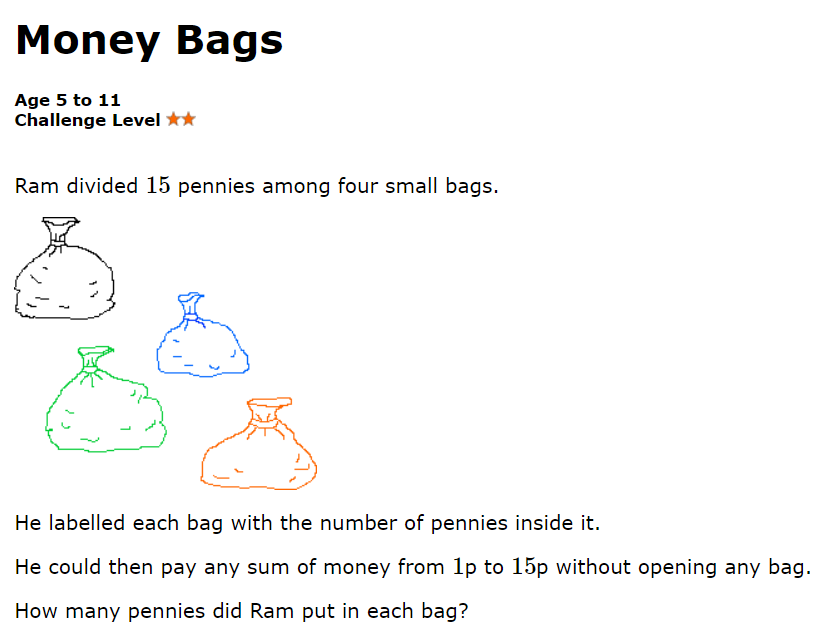 Money Bags
Age 5 to 11
Challenge Level
Ram divided 15 pennies among four small bags.
He labelled each bag with the number of pennies inside it.
He could then pay any sum of money from 1p to 15p without opening any bag.
How many pennies did Ram put in each bag?